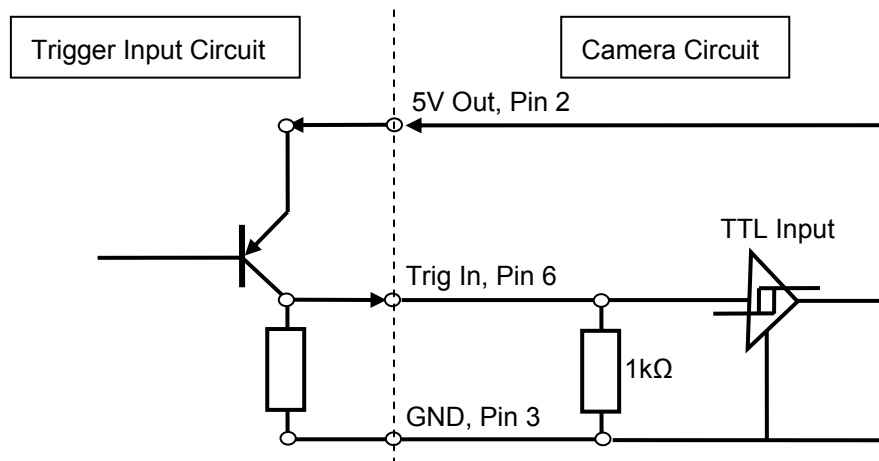 Trigger Input Circuit
Camera Circuit
5V Out, Pin 2
TTL Input
Trig In, Pin 6
1kΩ
GND, Pin 3